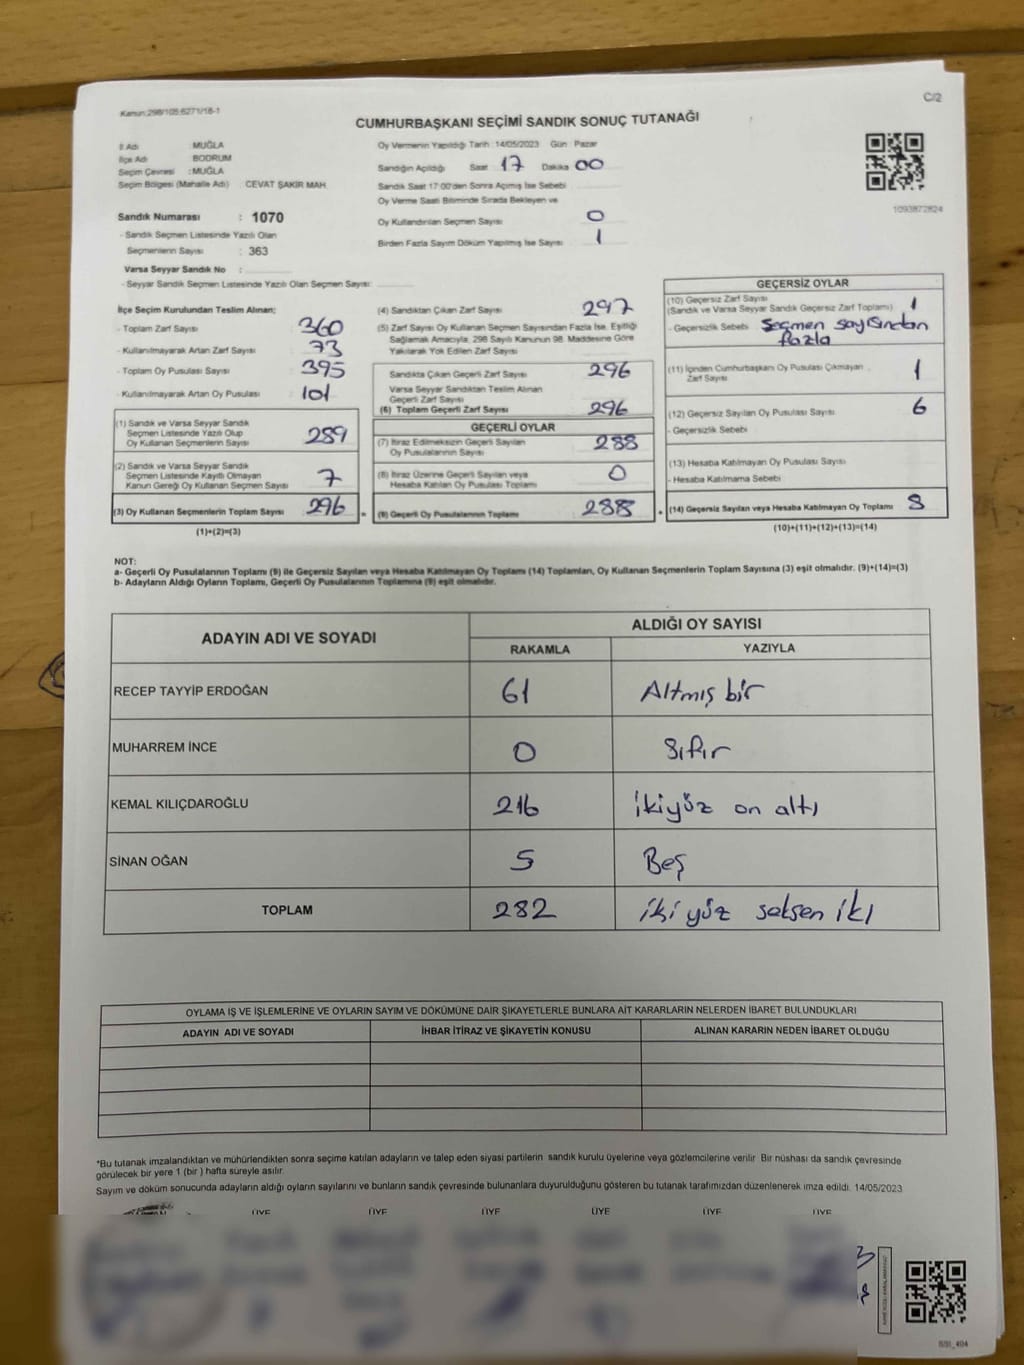 Kanun:298/105;6271/18-1
C/2
CUMHURBAŞKANI SEÇİMİ SANDIK SONUÇ TUTANAĞI
İl Adı MUĞLA
İlçe Adı BODRUM
Seçim Çevresi :MUĞLA
Seçim Bölgesi (Mahalle Adı) : CEVAT ŞAKİR MAH.
Sandık Numarası : 1070
- Sandık Seçmen Listesinde Yazılı Olan
Seçmenlerin Sayısı : 363
Varsa Seyyar Sandık No :
- Seyyar Sandık Seçmen Listesinde Yazılı Olan Seçmen Sayısı:
Oy Vermenin Yapıldığı Tarih :14/05/2023 Gün : Pazar
Sandığın Açıldığı Saat 17 Dakika 00
Sandık Saat 17:00'den Sonra Açımış İse Sebebi
Oy Verme Saati Bitiminde Sırada Bekleyen ve
Oy Kullandırılan Seçmen Sayısı 0
Birden Fazla Sayım Döküm Yapılmış İse Sayısı 1
1093872824
İlçe Seçim Kurulundan Teslim Alınan;
- Toplam Zarf Sayısı 360
- Kullanılmayarak Artan Zarf Sayısı 73
- Toplam Oy Pusulası Sayısı 395
- Kullanılmayarak Artan Oy Pusulası 101
(1) Sandık ve Varsa Seyyar Sandık
Seçmen Listesinde Yazılı Olup
Oy Kullanan Seçmenlerin Sayısı 289
(2) Sandık ve Varsa Seyyar Sandık
Seçmen Listesinde Kayıtlı Olmayan
Kanun Gereği Oy Kullanan Seçmen Sayısı 7
(3) Oy Kullanan Seçmenlerin Toplam Sayısı 296 =
(1)+(2)=(3)
(4) Sandıktan Çıkan Zarf Sayısı 297
(5) Zarf Sayısı Oy Kullanan Seçmen Sayısından Fazla İse, Eşitliği
Sağlamak Amacıyla, 298 Sayılı Kanunun 98. Maddesine Göre
Yakılarak Yok Edilen Zarf Sayısı
Sandıkta Çıkan Geçerli Zarf Sayısı 296
Varsa Seyyar Sandıktan Teslim Alınan
Geçerli Zarf Sayısı
(6) Toplam Geçerli Zarf Sayısı 296
GEÇERLİ OYLAR
(7) İtiraz Edilmeksizin Geçerli Sayılan
Oy Pusulalarının Sayısı 288
(8) İtiraz Üzerine Geçerli Sayılan veya
Hesaba Katılan Oy Pusulası Toplamı 0
(9) Geçerli Oy Pusulalarının Toplamı 288 +
GEÇERSİZ OYLAR
(10) Geçersiz Zarf Sayısı
(Sandık ve Varsa Seyyar Sandık Geçersiz Zarf Toplamı) 1
- Geçersizlik Sebebi Seçmen sayısından
fazla
(11) İçinden Cumhurbaşkanı Oy Pusulası Çıkmayan
Zarf Sayısı 1
(12) Geçersiz Sayılan Oy Pusulası Sayısı 6
- Geçersizlik Sebebi
(13) Hesaba Katılmayan Oy Pusulası Sayısı
- Hesaba Katılmama Sebebi
(14) Geçersiz Sayılan veya Hesaba Katılmayan Oy Toplamı 8
(10)+(11)+(12)+(13)=(14)
NOT:
a- Geçerli Oy Pusulalarının Toplamı (9) ile Geçersiz Sayılan veya Hesaba Katılmayan Oy Toplamı (14) Toplamları, Oy Kullanan Seçmenlerin Toplam Sayısına (3) eşit olmalıdır. (9)+(14)=(3)
b- Adayların Aldığı Oyların Toplamı, Geçerli Oy Pusulalarının Toplamına (9) eşit olmalıdır.
ADAYIN ADI VE SOYADI ALDIĞI OY SAYISI
RAKAMLA YAZIYLA
RECEP TAYYİP ERDOĞAN 61 Altmış bir
MUHARREM İNCE 0 Sıfır
KEMAL KILIÇDAROĞLU 216 ikiyüz on altı
SİNAN OĞAN 5 Beş
TOPLAM 282 iki yüz seksen iki
OYLAMA İŞ VE İŞLEMLERİNE VE OYLARIN SAYIM VE DÖKÜMÜNE DAİR ŞİKAYETLERLE BUNLARA AİT KARARLARIN NELERDEN İBARET BULUNDUKLARI
ADAYIN ADI VE SOYADI İHBAR İTİRAZ VE ŞİKAYETİN KONUSU ALINAN KARARIN NEDEN İBARET OLDUĞU
*Bu tutanak imzalandıktan ve mühürlendikten sonra seçime katılan adayların ve talep eden siyasi partilerin sandık kurulu üyelerine veya gözlemcilerine verilir Bir nüshası da sandık çevresinde
görülecek bir yere 1 (bir ) hafta süreyle asılır.
Sayım ve döküm sonucunda adayların aldığı oyların sayılarını ve bunların sandık çevresinde bulunanlara duyurulduğunu gösteren bu tutanak tarafımızdan düzenlenerek imza edildi. 14/05/2023
ÜYE ÜYE ÜYE ÜYE ÜYE ÜYE